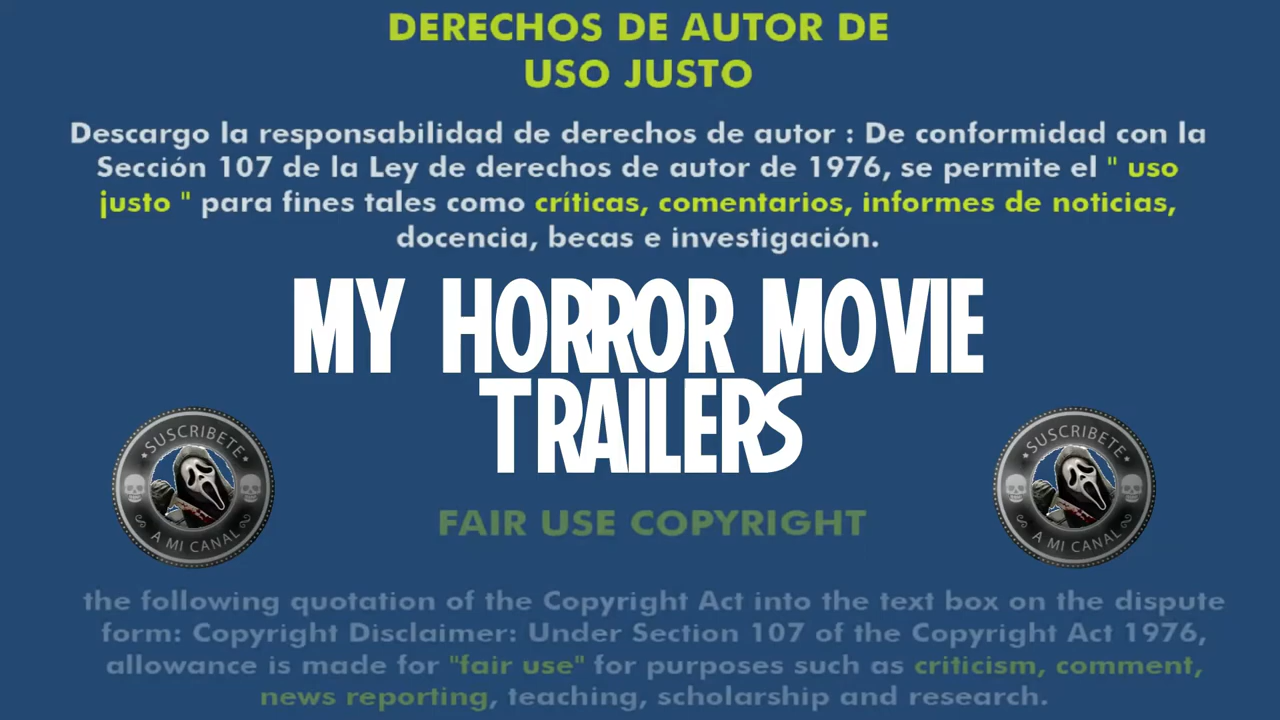 DERECHOS DE AUTOR DE
USO JUSTO
Descargo la responsabilidad de derechos de autor : De conformidad con la
Sección 107 de la Ley de derechos de autor de 1976, se permite el " uso
justo " para fines tales como críticas, comentarios, informes de noticias,
docencia, becas e investigación.
MY HORROR MOVIE
TRAILERS
SUSCRIBETE
A MI CANAL
SUSCRIBETE
A MI CANAL
FAIR USE COPYRIGHT
the following quotation of the Copyright Act into the text box on the dispute
form: Copyright Disclaimer: Under Section 107 of the Copyright Act 1976,
allowance is made for "fair use" for purposes such as criticism, comment,
news reporting, teaching, scholarship and research.